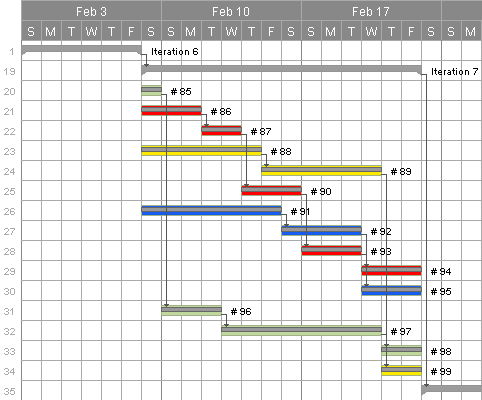 Feb 3 Feb 10 Feb 17
S M T W T F S S M T W T F S S M T W T F S S M
1 Iteration 6
19 Iteration 7
20 # 85
21 # 86
22 # 87
23 # 88
24 # 89
25 # 90
26 # 91
27 # 92
28 # 93
29 # 94
30 # 95
31 # 96
32 # 97
33 # 98
34 # 99
35